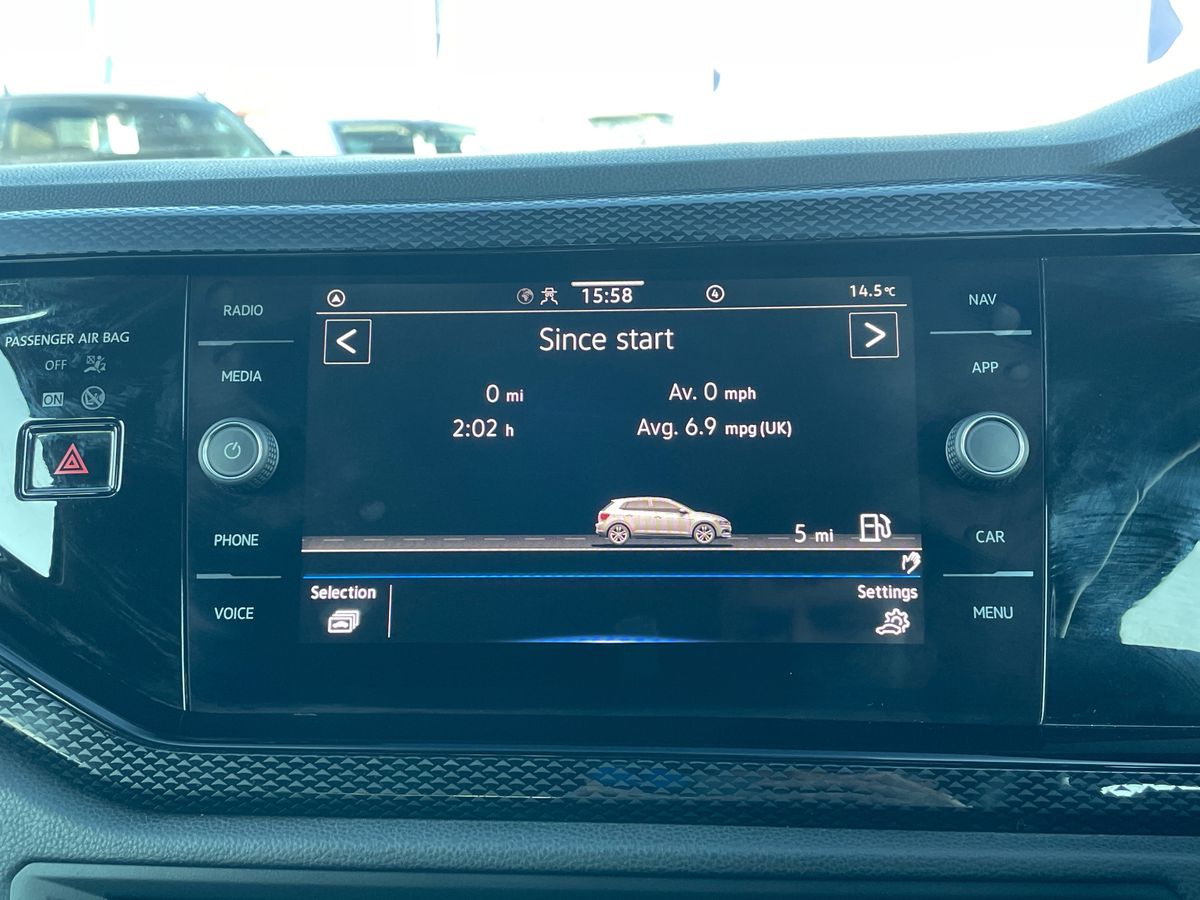 15:58
4
14.5°C
< Since start >
0 mi
Av. 0 mph
2:02 h
Avg. 6.9 mpg (UK)
5 mi
Selection
Settings
RADIO
MEDIA
PHONE
VOICE
NAV
APP
CAR
MENU
PASSENGER AIR BAG
OFF
ON